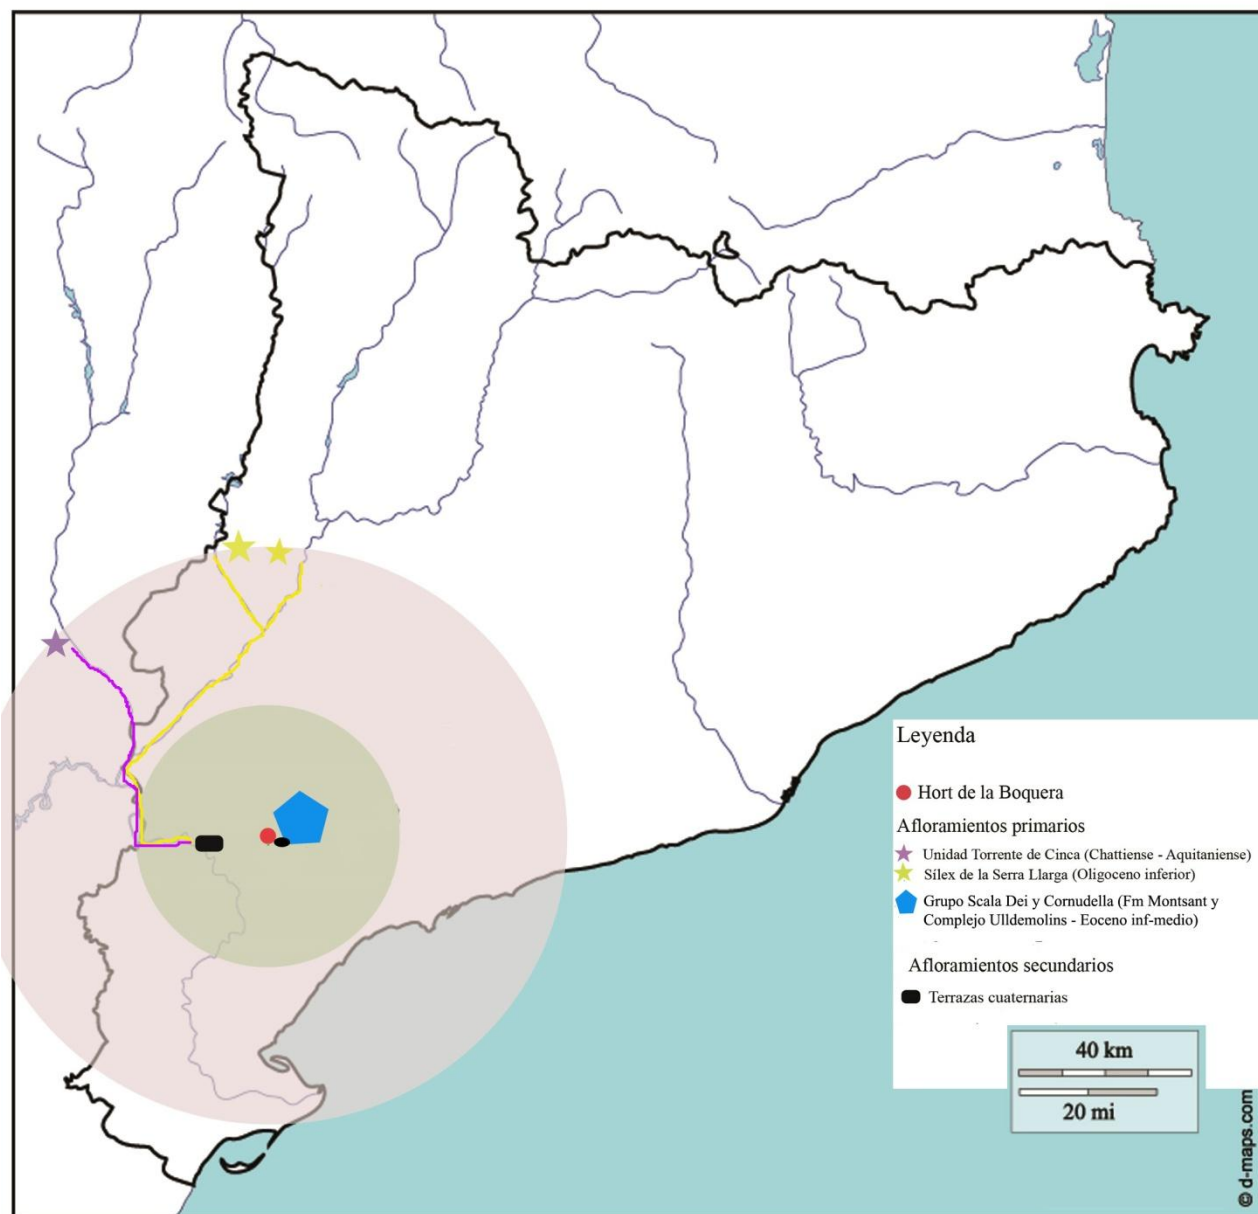 Leyenda
Hort de la Boquera
Afloramientos primarios
Unidad Torrente de Cinca (Chattiense - Aquitaniense)
Sílex de la Serra Llarga (Oligoceno inferior)
Grupo Scala Dei y Cornudella (Fm Montsant y
Complejo Ulldemolins - Eoceno inf-medio)
Afloramientos secundarios
Terrazas cuaternarias
40 km
20 mi
© d-maps.com